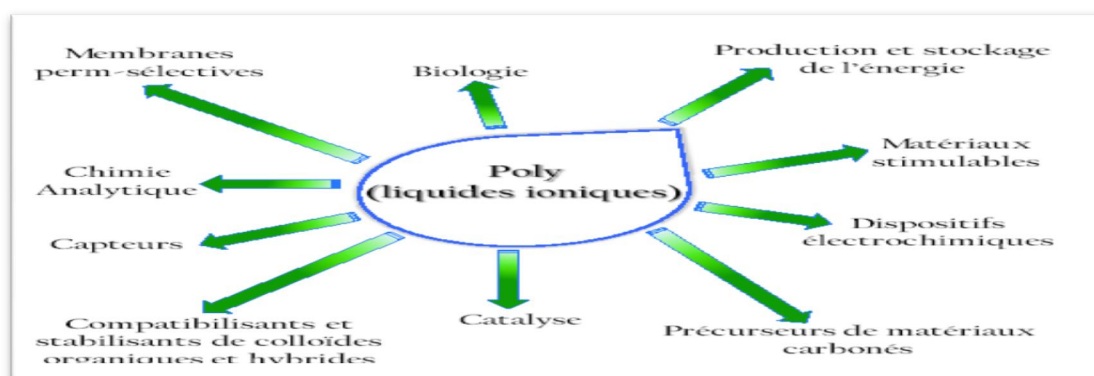 Membranes
perm-sélectives
Biologie
Production et stockage
de l'énergie
Chimie
Analytique
Poly
(liquides ioniques)
Matériaux
stimulables
Capteurs
Dispositifs
électrochimiques
Compatibilisants et
stabilisants de colloïdes
organiques et hybrides
Catalyse
Précurseurs de matériaux
carbonés